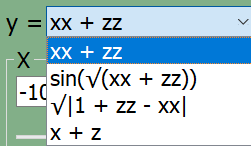 y = xx + zz
xx + zz
X
sin(√(xx + zz))
-10
√|1 + zz - xx|
x + z